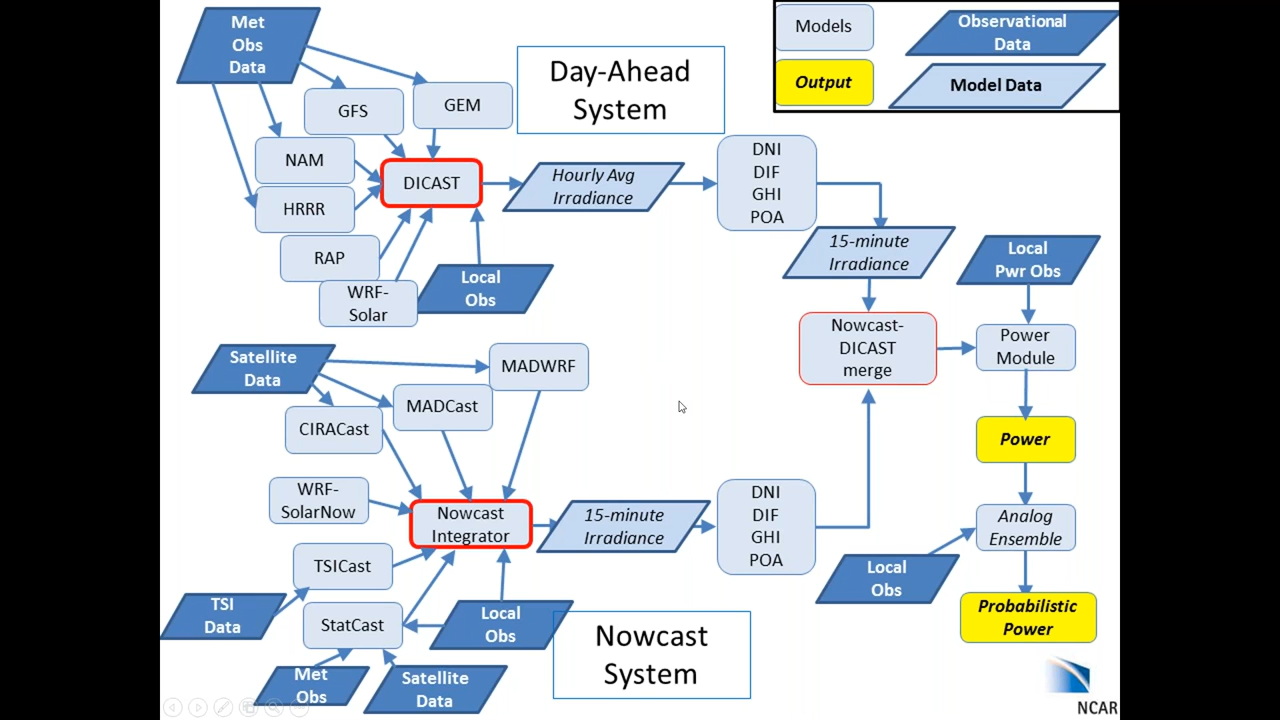 Met
Obs
Data
GFS
GEM
NAM
HRRR
RAP
WRF-
Solar
DICAST
Local
Obs
Day-Ahead
System
Hourly Avg
Irradiance
DNI
DIF
GHI
POA
Models
Observational
Data
Output
Model Data
15-minute
Irradiance
Local
Pwr Obs
Nowcast-
DICAST
merge
Power
Module
Power
Analog
Ensemble
Local
Obs
Probabilistic
Power
Satellite
Data
MADWRF
MADCast
CIRACast
WRF-
SolarNow
Nowcast
Integrator
15-minute
Irradiance
DNI
DIF
GHI
POA
TSICast
TSI
Data
StatCast
Local
Obs
Met
Obs
Satellite
Data
Nowcast
System
NCAR